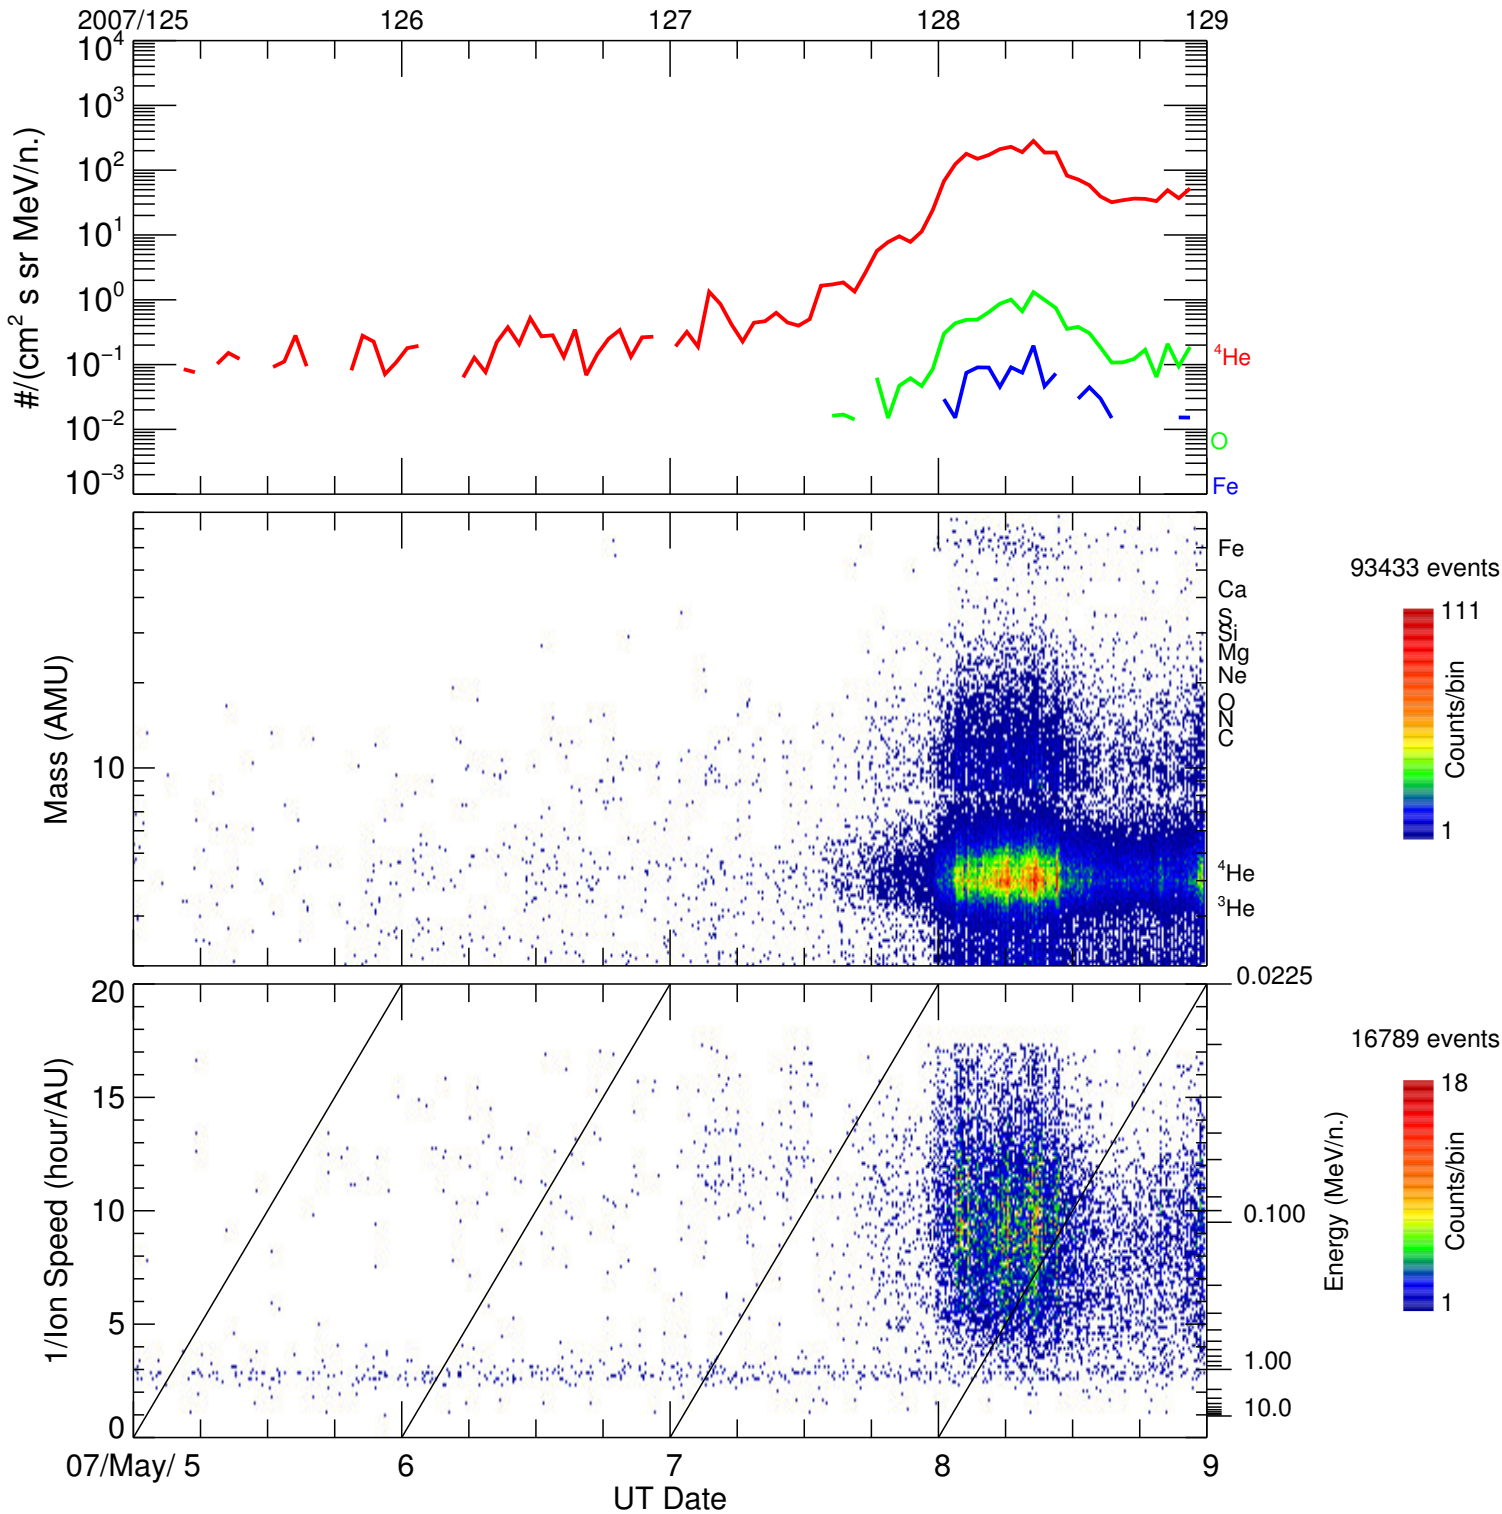 2007/125 126 127 128 129
10^4
10^3
10^2
10^1
10^0
10^−1
10^−2
10^−3
#/(cm^2 s sr MeV/n.)
^4He
O
Fe
Mass (AMU)
10
Fe
Ca
S
Si
Mg
Ne
O
N
C
^4He
^3He
93433 events
111
Counts/bin
1
1/Ion Speed (hour/AU)
20
15
10
5
0
0.0225
0.100
1.00
10.0
Energy (MeV/n.)
16789 events
18
Counts/bin
1
07/May/ 5 6 7 8 9
UT Date